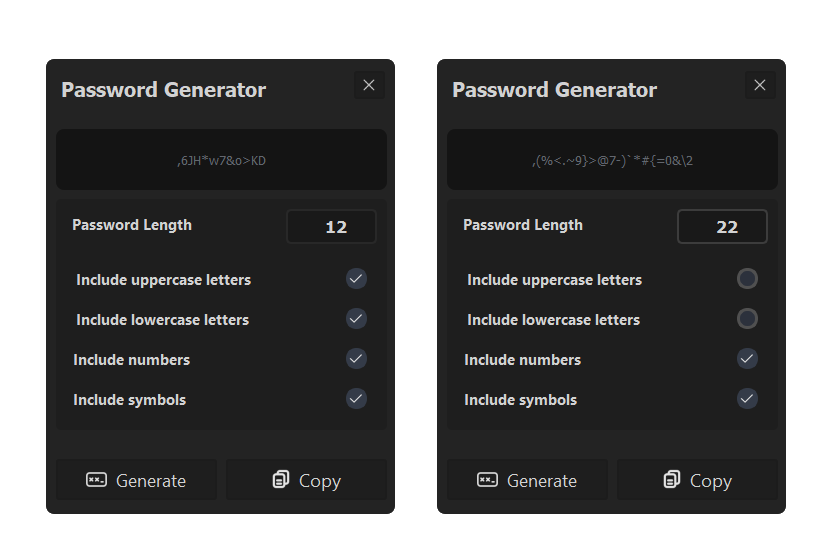 Password Generator
,6JH*w7&o>KD
Password Length 12
Include uppercase letters
Include lowercase letters
Include numbers
Include symbols
Generate Copy
Password Generator
,(%<.~9}>@7-)`*#{=0&\2
Password Length 22
Include uppercase letters
Include lowercase letters
Include numbers
Include symbols
Generate Copy